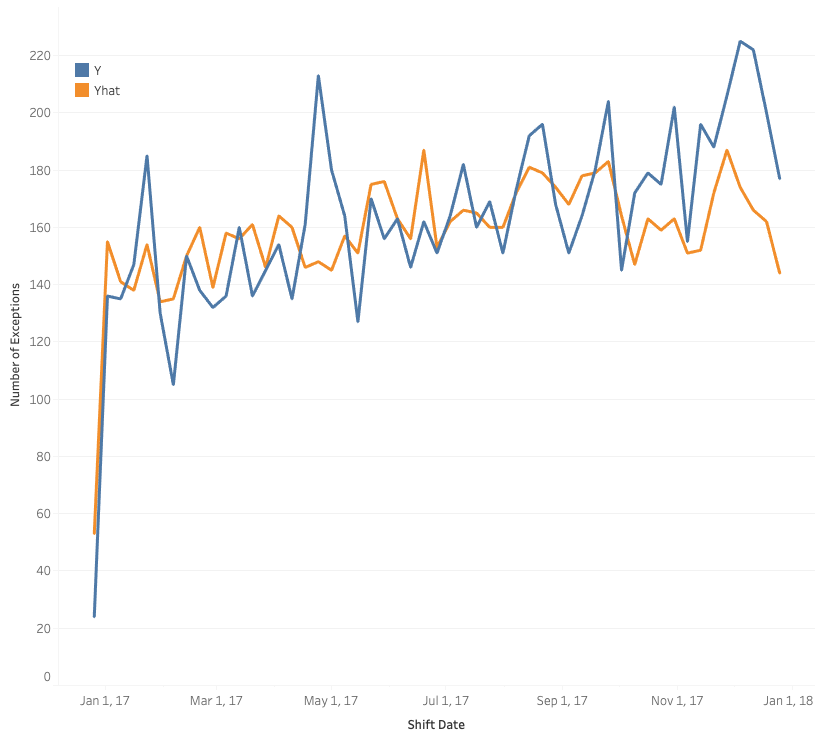 220
Y
Yhat
200
180
160
140
120
100
80
60
40
20
0
Number of Exceptions
Jan 1, 17 Mar 1, 17 May 1, 17 Jul 1, 17 Sep 1, 17 Nov 1, 17 Jan 1, 18
Shift Date